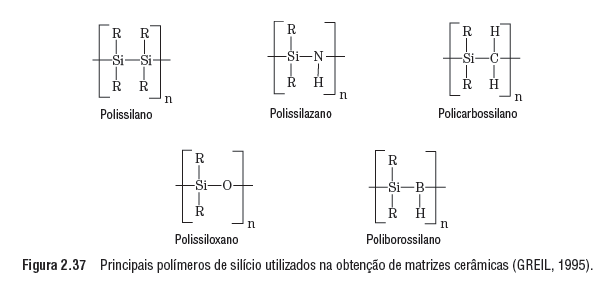 R R
Si Si
R R
n
Polissilano
R
Si N
R H
n
Polissilazano
R H
Si C
R H
n
Policarbossilano
R
Si O
R
n
Polissiloxano
R
Si B
R H
n
Poliborossilano
Figura 2.37 Principais polímeros de silício utilizados na obtenção de matrizes cerâmicas (GREIL, 1995).